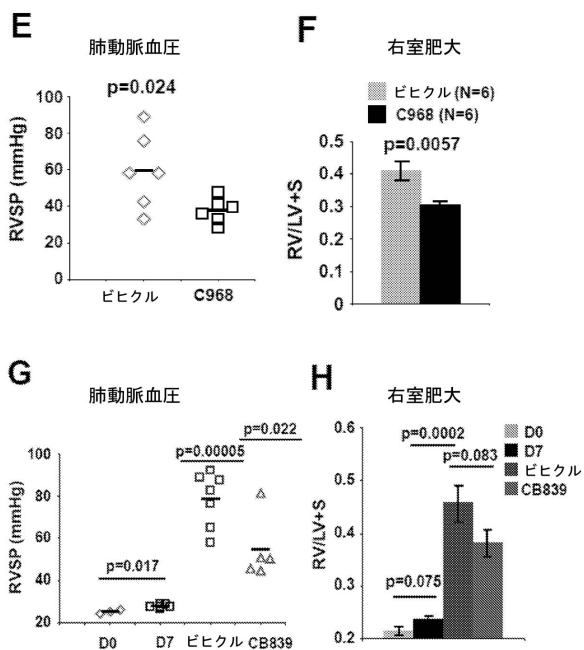 E
肺動脈血圧
p=0.024
RVSP (mmHg)
100
80
60
40
20
0
ビヒクル
C968
F
右室肥大
ビヒクル (N=6)
C968 (N=6)
p=0.0057
RV/LV+S
0.5
0.4
0.3
0.2
0.1
0
G
肺動脈血圧
p=0.022
p=0.00005
p=0.017
RVSP (mmHg)
100
80
60
40
20
D0
D7
ビヒクル
CB839
H
右室肥大
D0
D7
ビヒクル
CB839
p=0.0002
p=0.083
p=0.075
RV/LV+S
0.6
0.5
0.4
0.3
0.2